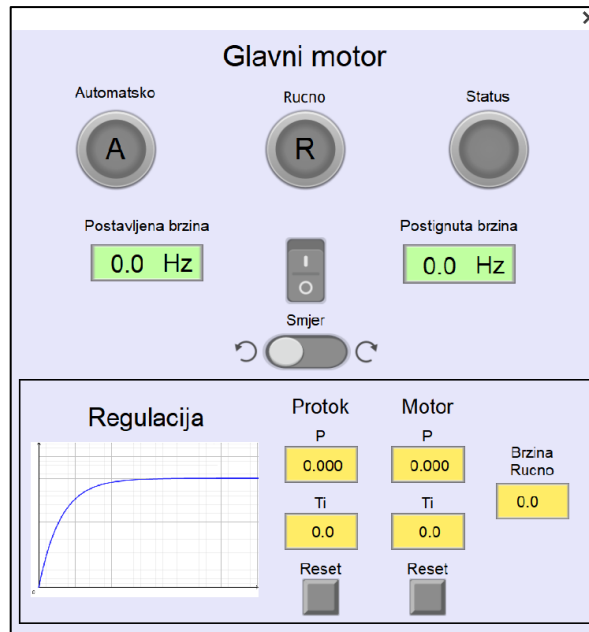 Glavni motor
Automatsko
Rucno
Status
A
R
Postavljena brzina
Postignuta brzina
0.0 Hz
0.0 Hz
I
O
Smjer
Regulacija
Protok
Motor
P
P
0.000
0.000
Brzina
Rucno
0.0
Ti
Ti
0.0
0.0
Reset
Reset